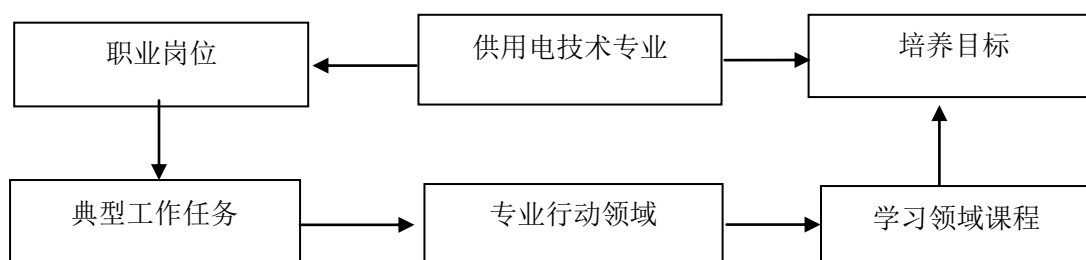 职业岗位
供用电技术专业
培养目标
典型工作任务
专业行动领域
学习领域课程